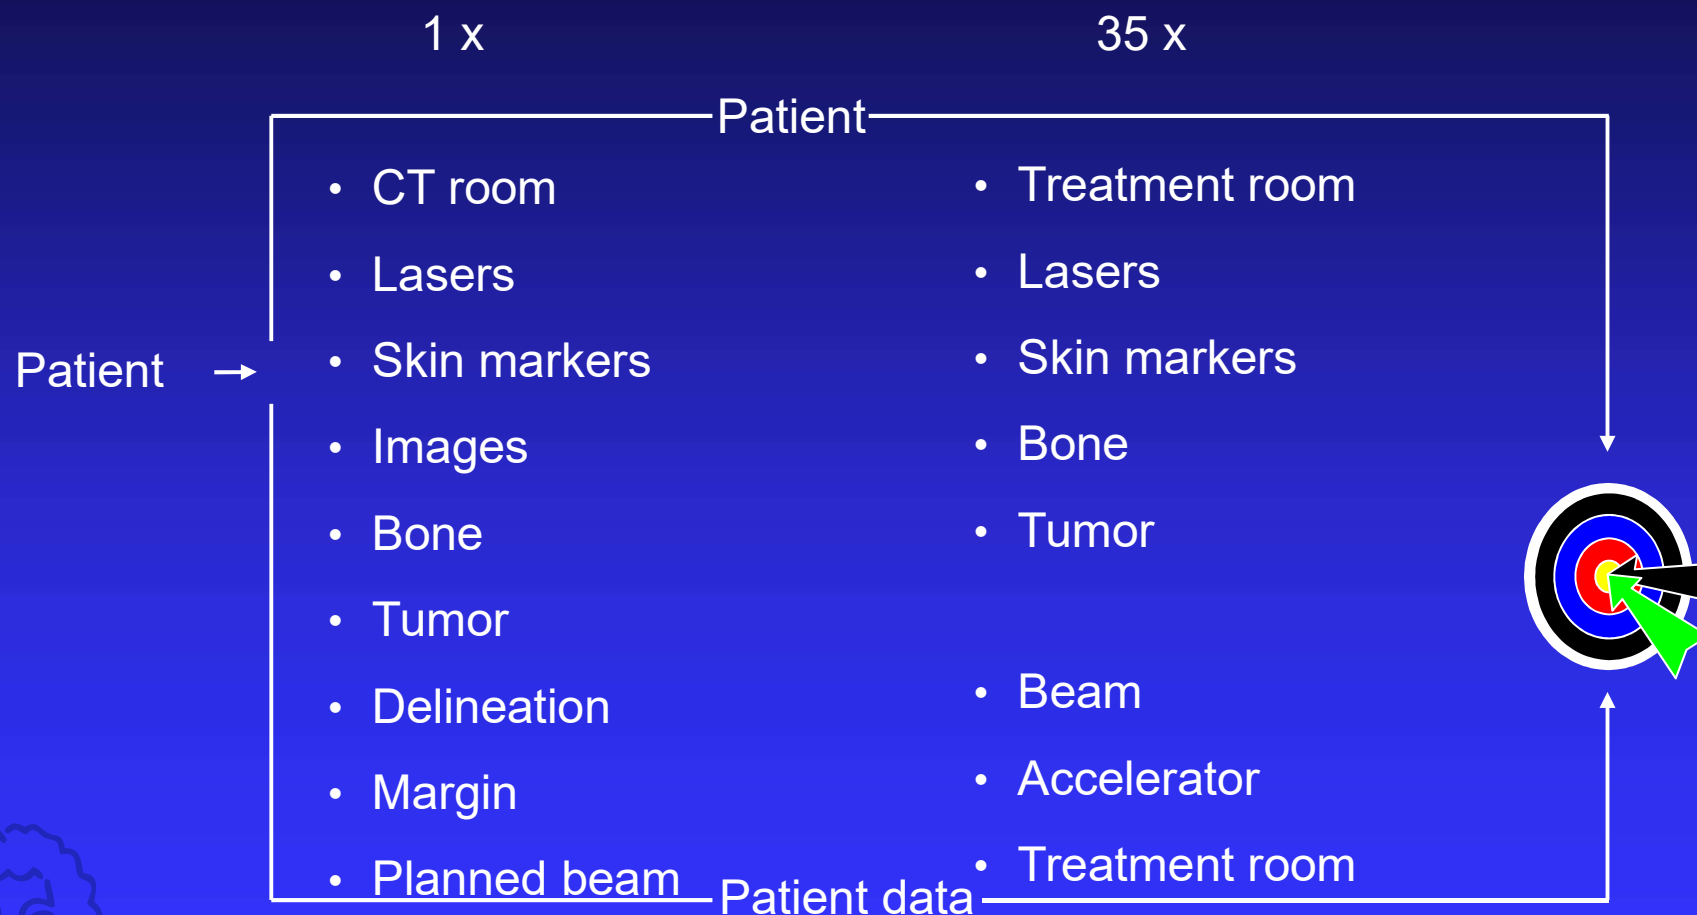 1 x
35 x
Patient
• CT room
• Lasers
• Skin markers
• Images
• Bone
• Tumor
• Delineation
• Margin
• Planned beam
• Treatment room
• Lasers
• Skin markers
• Bone
• Tumor
• Beam
• Accelerator
• Treatment room
Patient →
Patient data